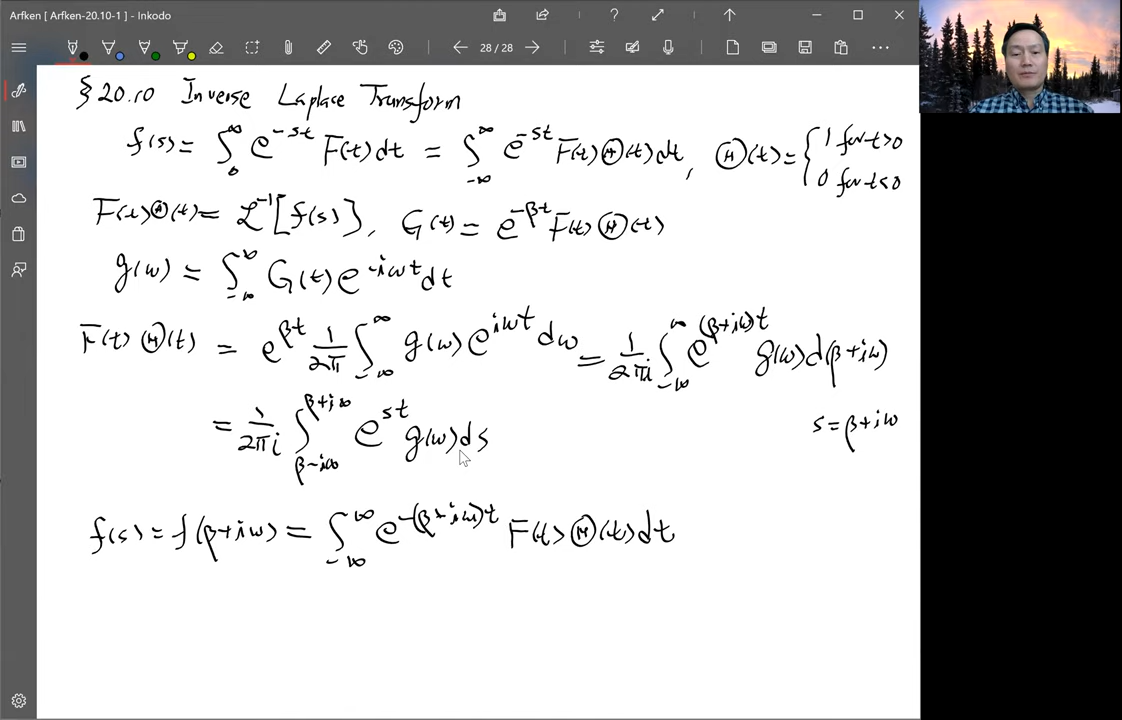 Arfken [ Arfken-20.10-1 ] - Inkodo
28 / 28
§ 20.10 Inverse Laplace Transform
f(s) = ∫_0^∞ e^{-st} F(t) dt = ∫_{-∞}^∞ e^{-st} F(t) Θ(t) dt, Θ(t) = { 1 for t>0
0 for t<0
F(t) Θ(t) = ℒ^{-1} [f(s)], G(t) = e^{-βt} F(t) Θ(t)
g(ω) = ∫_{-∞}^∞ G(t) e^{-iωt} dt
F(t) Θ(t) = e^{βt} 1/2π ∫_{-∞}^∞ g(ω) e^{iωt} dω = 1/2πi ∫_{-∞}^∞ e^{(β+iω)t} g(ω) d(β+iω)
= 1/2πi ∫_{β-i∞}^{β+i∞} e^{st} g(ω) ds s = β+iω
f(s) = f(β+iω) = ∫_{-∞}^∞ e^{-(β+iω)t} F(t) Θ(t) dt